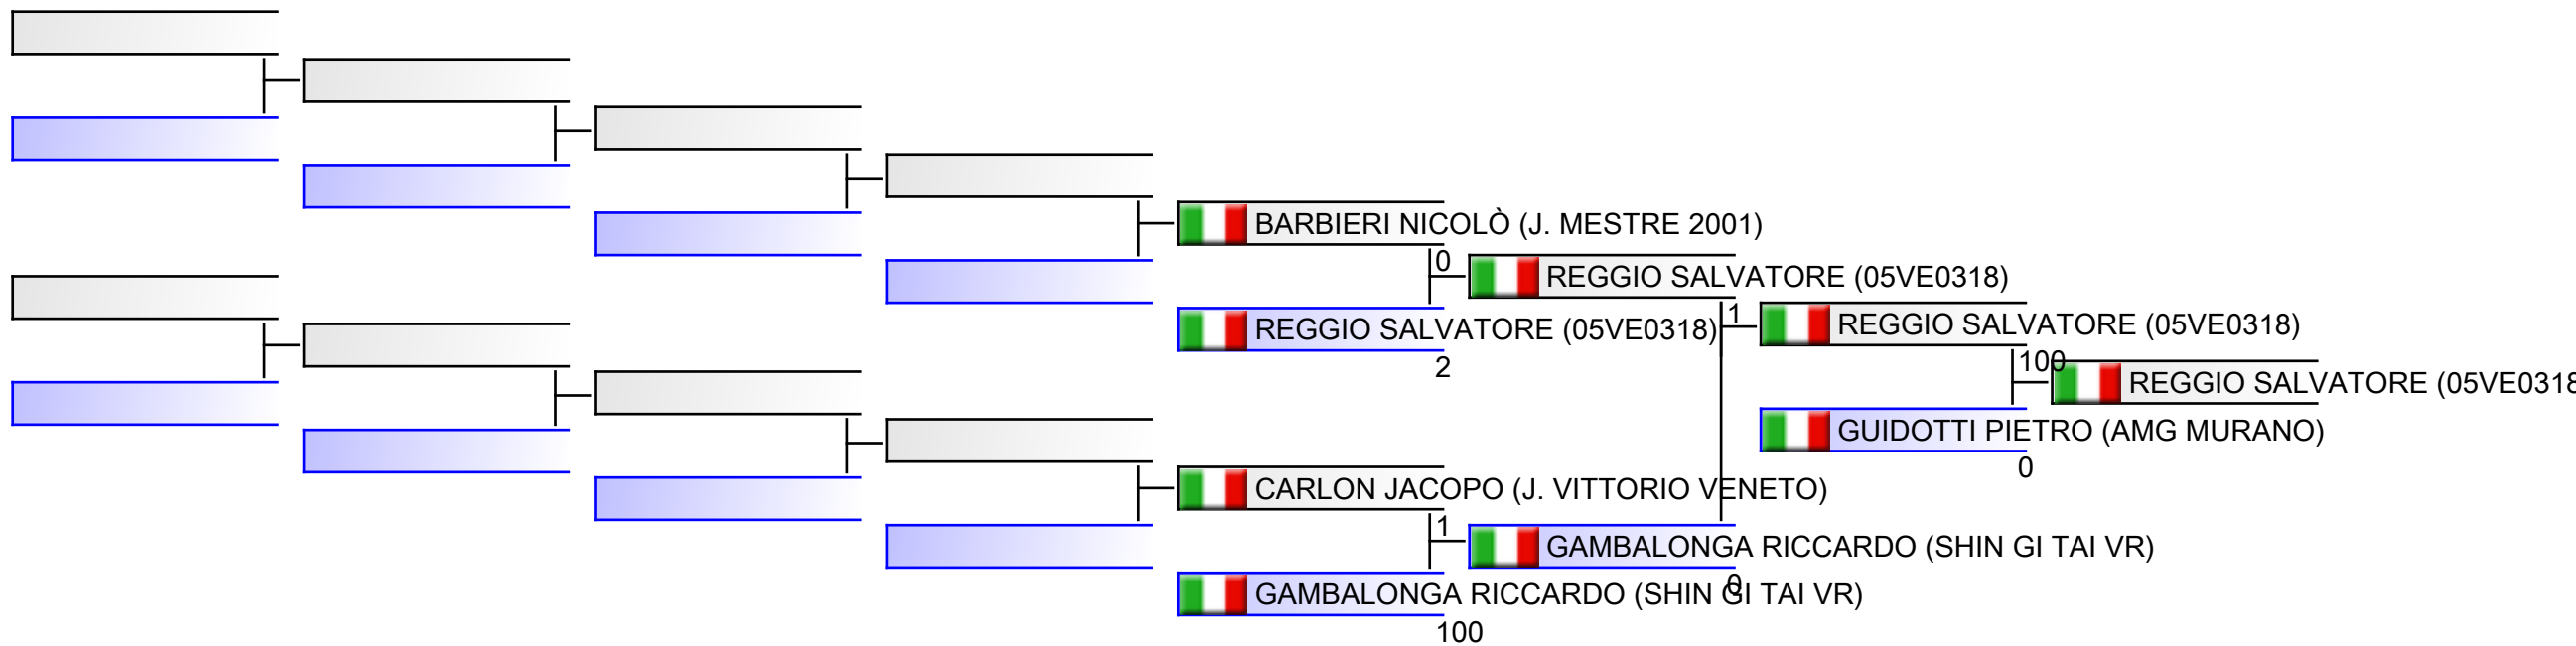 BARBIERI NICOLÒ (J. MESTRE 2001)
0
REGGIO SALVATORE (05VE0318)
REGGIO SALVATORE (05VE0318)
2
1
REGGIO SALVATORE (05VE0318)
100
REGGIO SALVATORE (05VE0318
GUIDOTTI PIETRO (AMG MURANO)
0
CARLON JACOPO (J. VITTORIO VENETO)
1
GAMBALONGA RICCARDO (SHIN GI TAI VR)
0
GAMBALONGA RICCARDO (SHIN GI TAI VR)
100